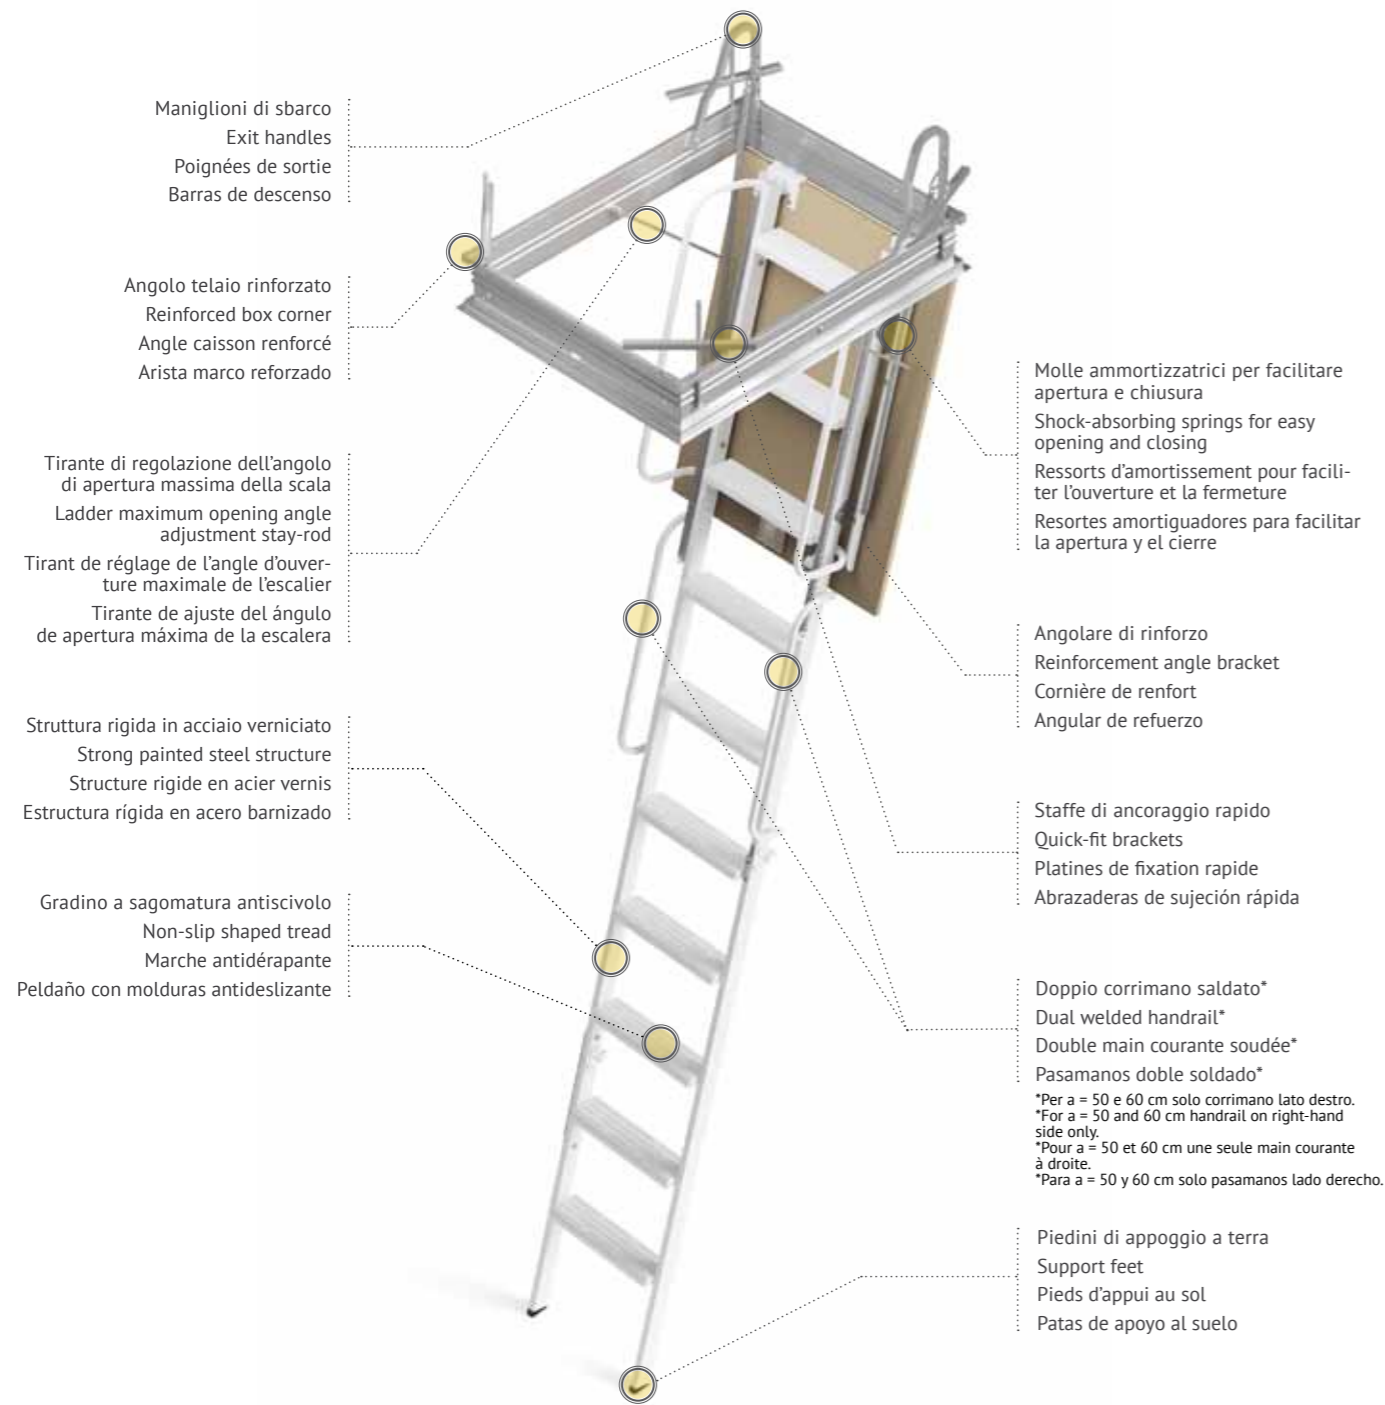 Maniglioni di sbarco
Exit handles
Poignées de sortie
Barras de descenso
Angolo telaio rinforzato
Reinforced box corner
Angle caisson renforcé
Arista marco reforzado
Tirante di regolazione dell'angolo
di apertura massima della scala
Ladder maximum opening angle
adjustment stay-rod
Tirant de réglage de l'angle d'ouver-
ture maximale de l'escalier
Tirante de ajuste del ángulo
de apertura máxima de la escalera
Struttura rigida in acciaio verniciato
Strong painted steel structure
Structure rigide en acier vernis
Estructura rígida en acero barnizado
Gradino a sagomatura antiscivolo
Non-slip shaped tread
Marche antidérapante
Peldaño con molduras antideslizante
Molle ammortizzatrici per facilitare
apertura e chiusura
Shock-absorbing springs for easy
opening and closing
Ressorts d'amortissement pour facili-
ter l'ouverture et la fermeture
Resortes amortiguadores para facilitar
la apertura y el cierre
Angolare di rinforzo
Reinforcement angle bracket
Cornière de renfort
Angular de refuerzo
Staffe di ancoraggio rapido
Quick-fit brackets
Platines de fixation rapide
Abrazaderas de sujeción rápida
Doppio corrimano saldato*
Dual welded handrail*
Double main courante soudée*
Pasamanos doble soldado*
*Per a = 50 e 60 cm solo corrimano lato destro.
*For a = 50 and 60 cm handrail on right-hand
side only.
*Pour a = 50 et 60 cm une seule main courante
à droite.
*Para a = 50 y 60 cm solo pasamanos lado derecho.
Piedini di appoggio a terra
Support feet
Pieds d'appui au sol
Patas de apoyo al suelo